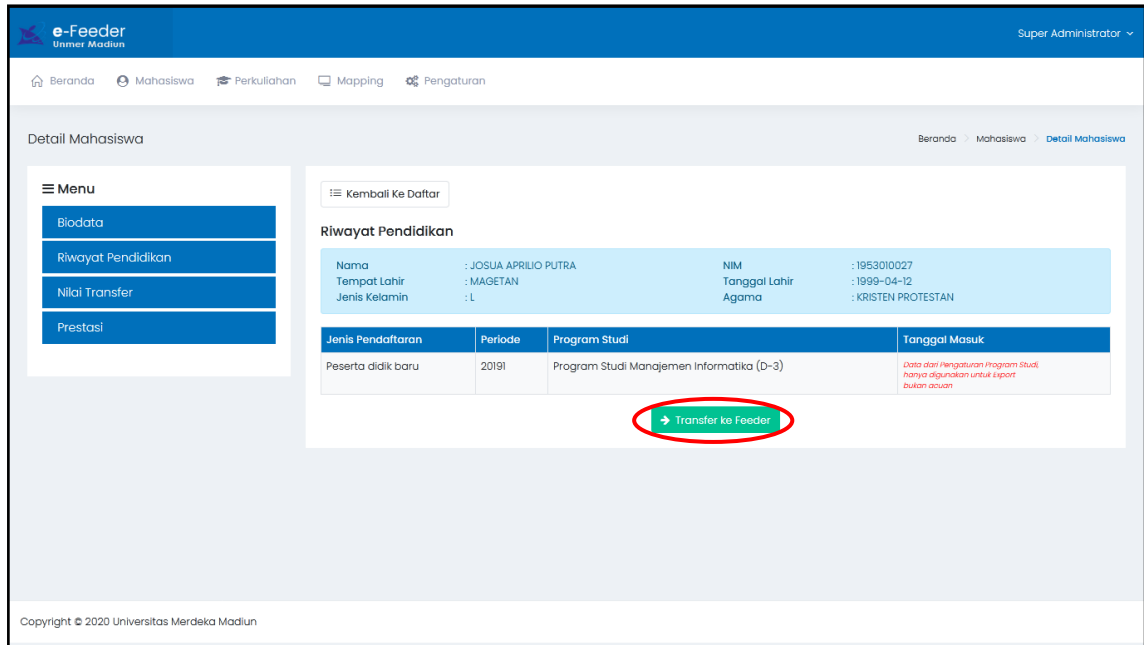 e-Feeder
Unmer Madiun
Super Administrator
Beranda Mahasiswa Perkuliahan Mapping Pengaturan
Detail Mahasiswa
Beranda > Mahasiswa > Detail Mahasiswa
Menu
Biodata
Riwayat Pendidikan
Nilai Transfer
Prestasi
Kembali Ke Daftar
Riwayat Pendidikan
Nama : JOSUA APRILIO PUTRA NIM : 1953010027
Tempat Lahir : MAGETAN Tanggal Lahir : 1999-04-12
Jenis Kelamin : L Agama : KRISTEN PROTESTAN
Jenis Pendaftaran Periode Program Studi Tanggal Masuk
Peserta didik baru 20191 Program Studi Manajemen Informatika (D-3)
Data dari Pengaturan Program Studi,
hanya digunakan untuk Export
bukan acuan
Transfer ke Feeder
Copyright © 2020 Universitas Merdeka Madiun